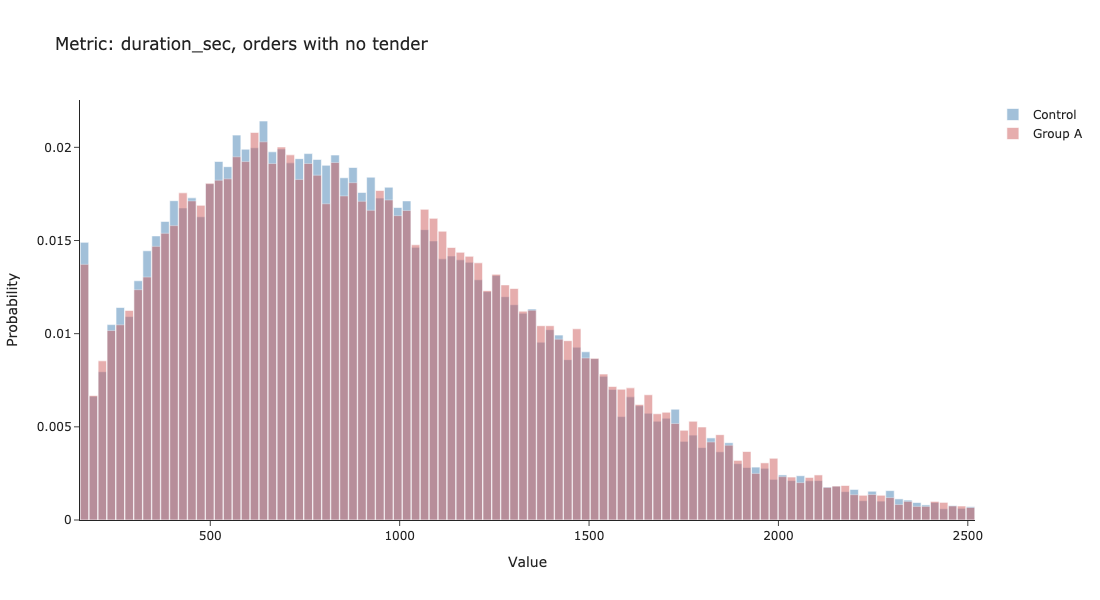 Metric: duration_sec, orders with no tender
Control
Group A
0.02
0.015
0.01
0.005
0
Probability
500
1000
1500
2000
2500
Value